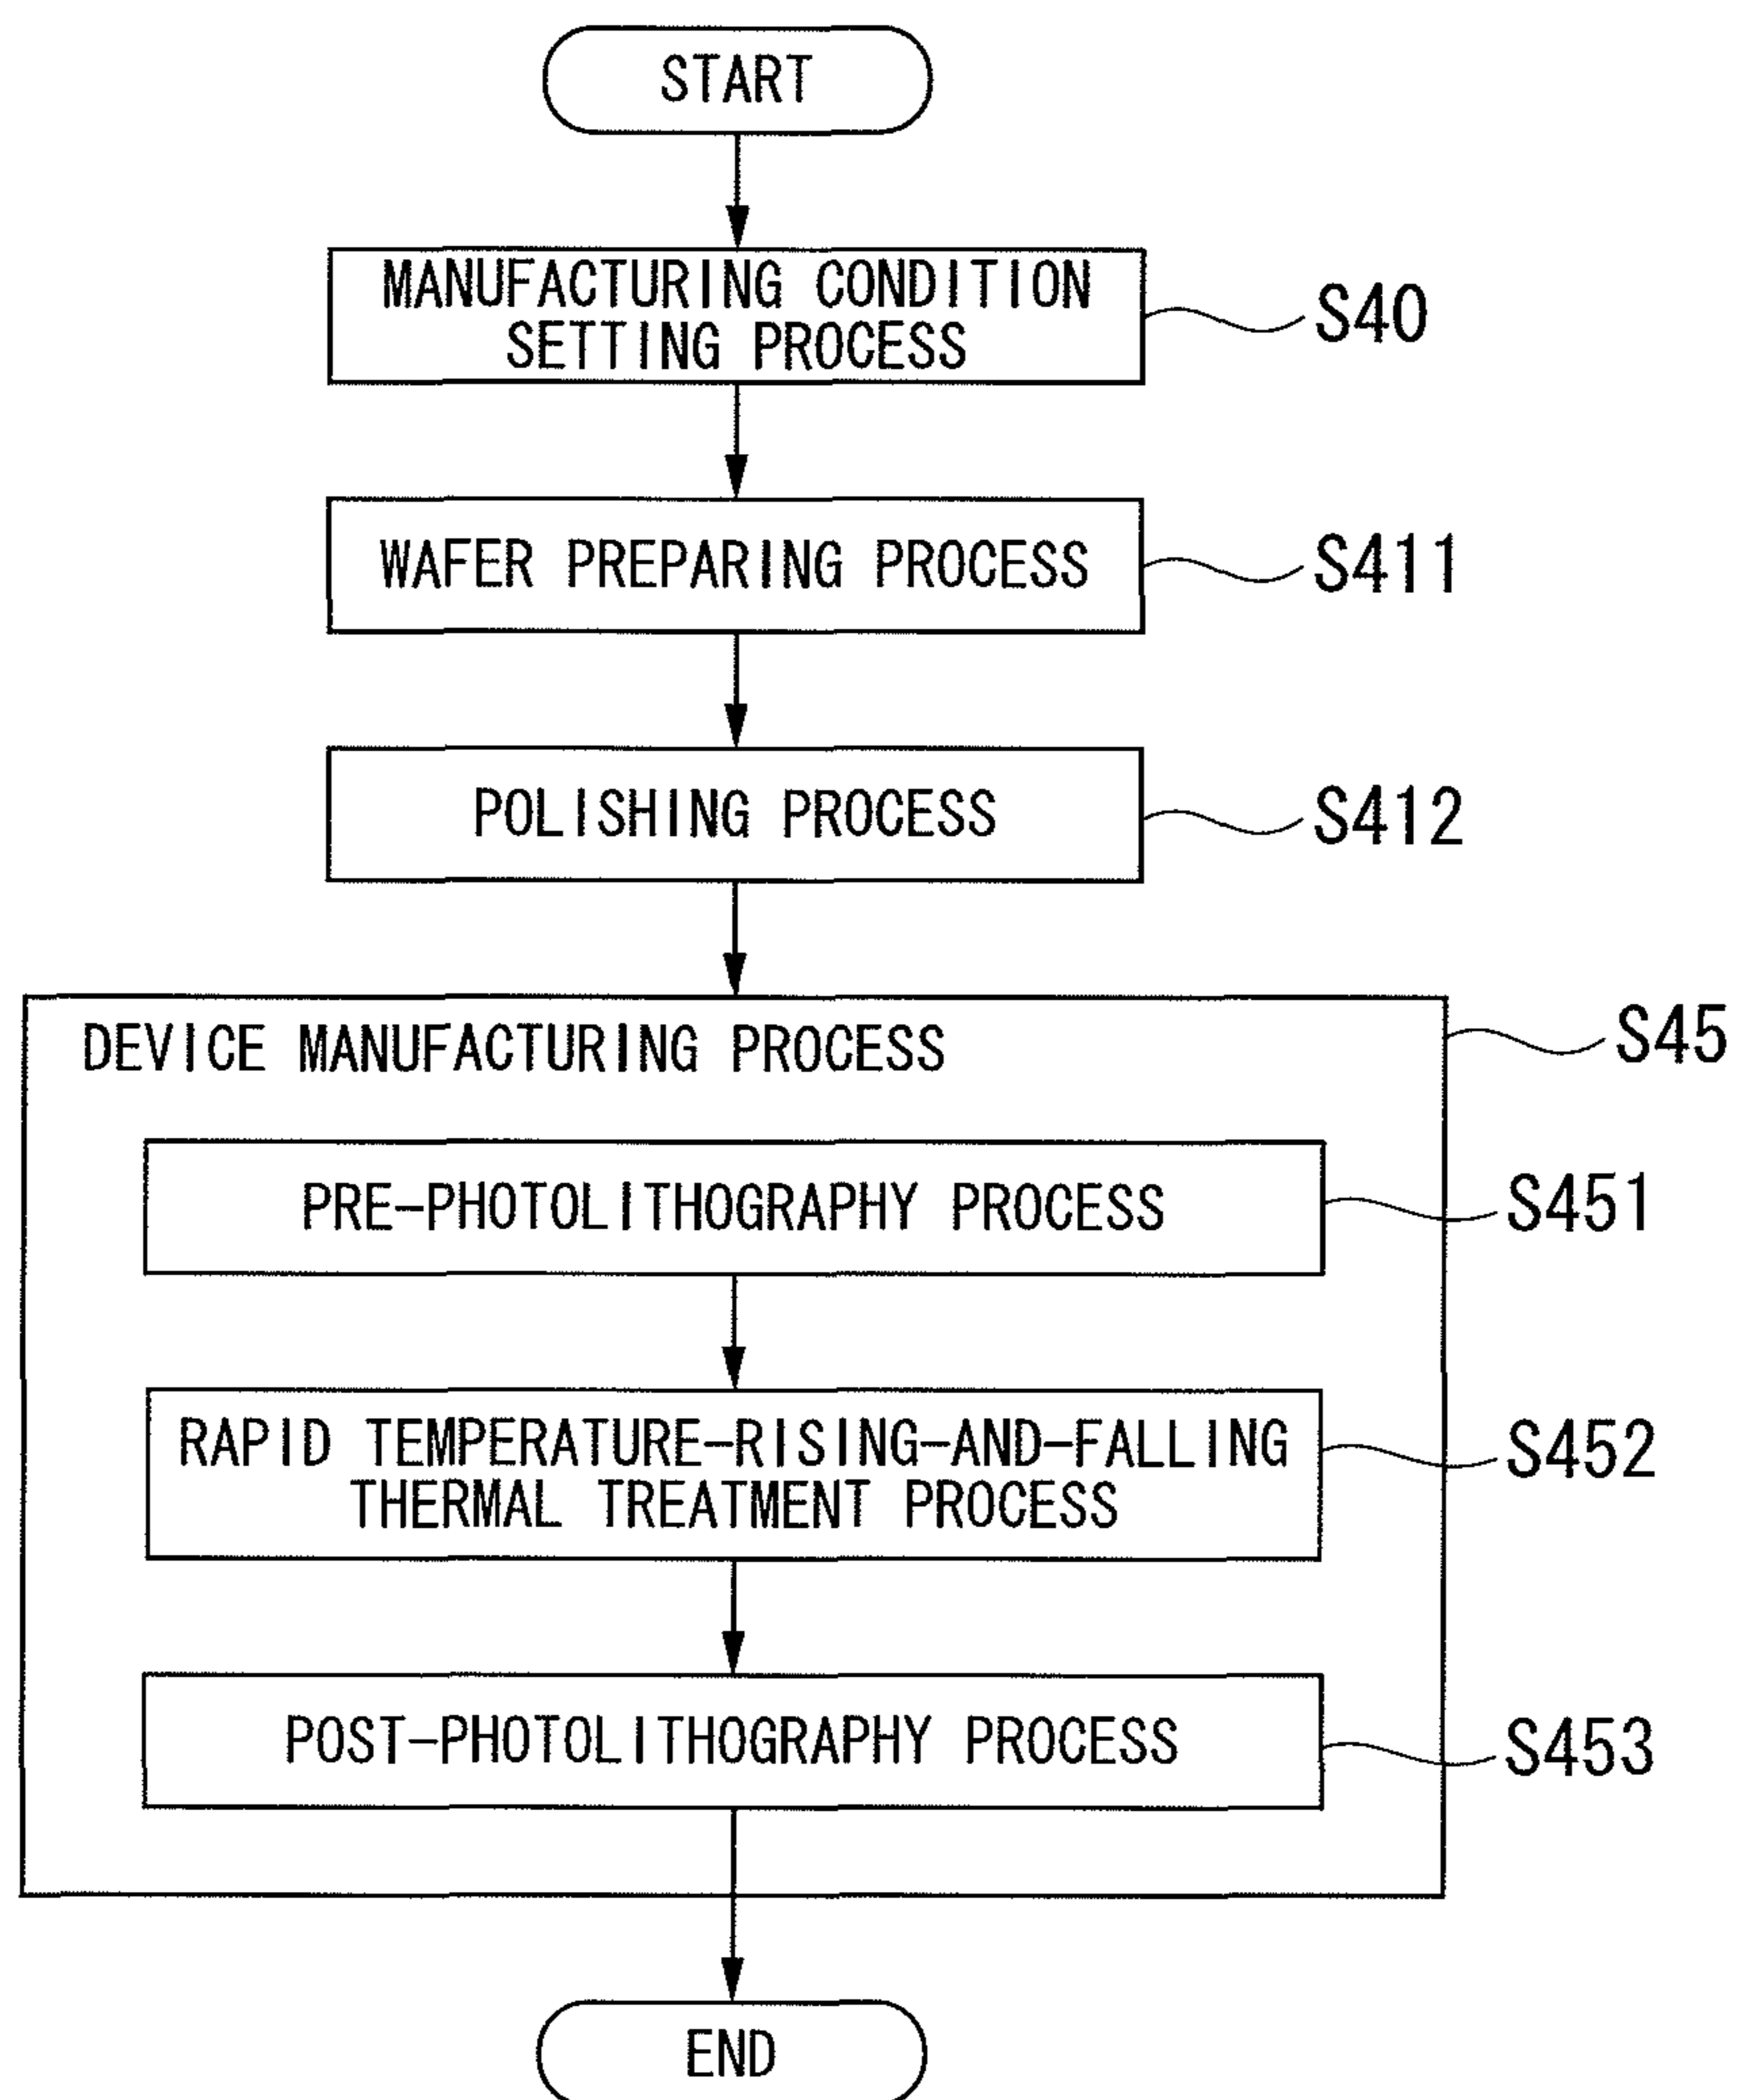 START
MANUFACTURING CONDITION
SETTING PROCESS
S40
WAFER PREPARING PROCESS
S411
POLISHING PROCESS
S412
DEVICE MANUFACTURING PROCESS
S45
PRE-PHOTOLITHOGRAPHY PROCESS
S451
RAPID TEMPERATURE-RISING-AND-FALLING
THERMAL TREATMENT PROCESS
S452
POST-PHOTOLITHOGRAPHY PROCESS
S453
END